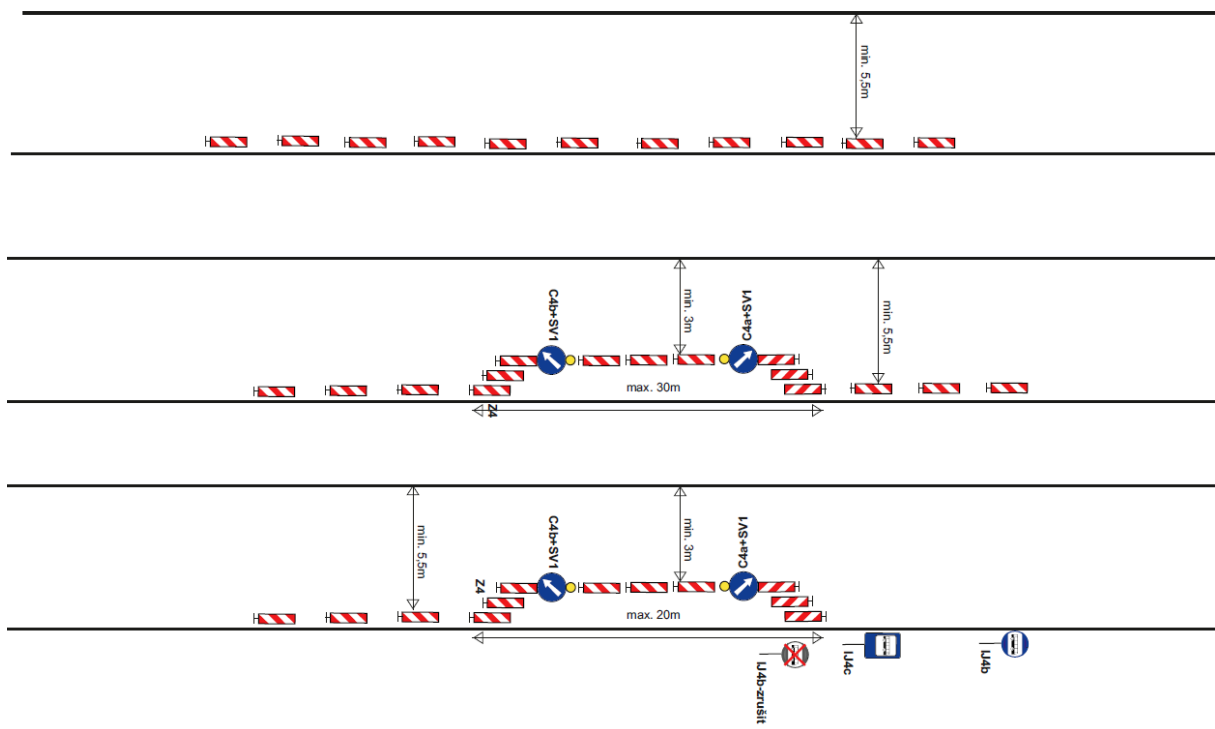 min. 5,5m
C4b+SV1
min. 3m
C4a+SV1
min. 5,5m
max. 30m
Z4
min. 5,5m
C4b+SV1
min. 3m
C4a+SV1
Z4
max. 20m
IJ4b-zrušit
IJ4c
IJ4b